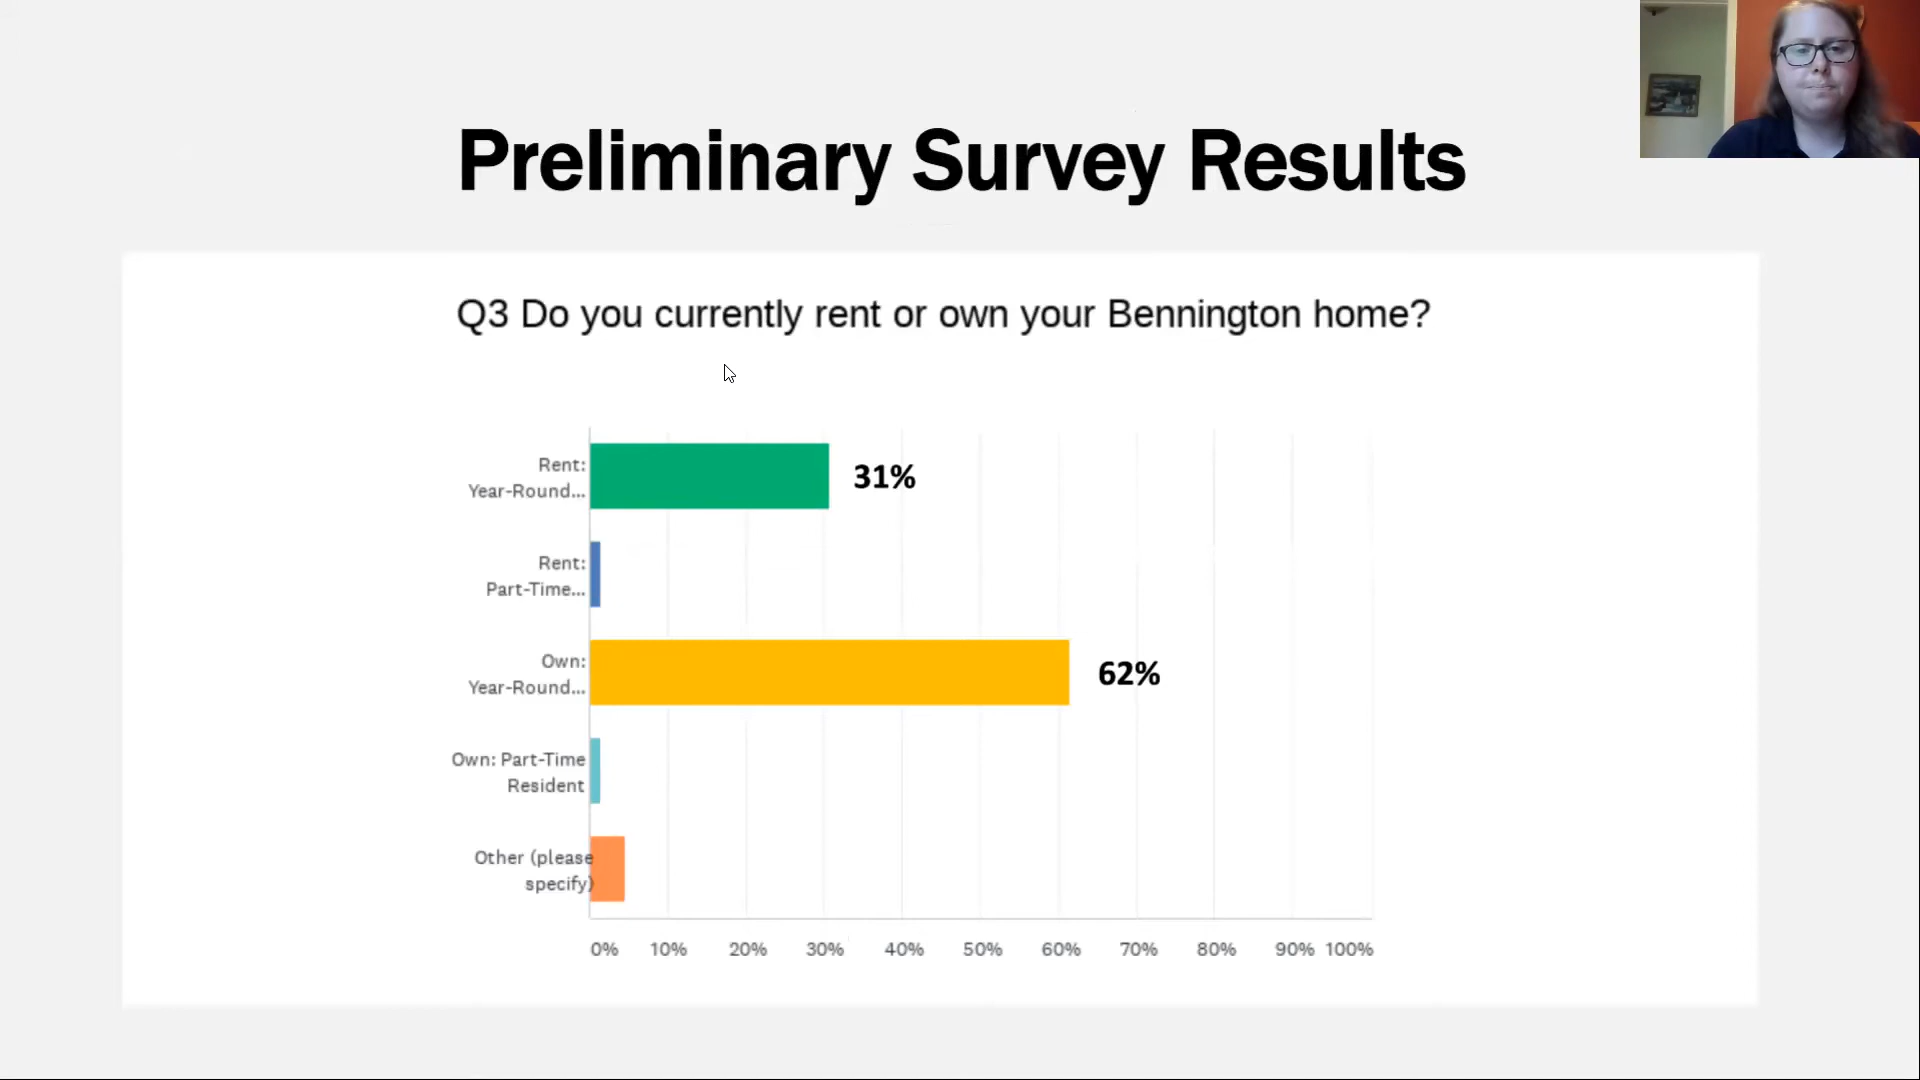 Preliminary Survey Results
Q3 Do you currently rent or own your Bennington home?
Rent:
Year-Round...
31%
Rent:
Part-Time...
Own:
Year-Round...
62%
Own: Part-Time
Resident
Other (please
specify)
0% 10% 20% 30% 40% 50% 60% 70% 80% 90% 100%